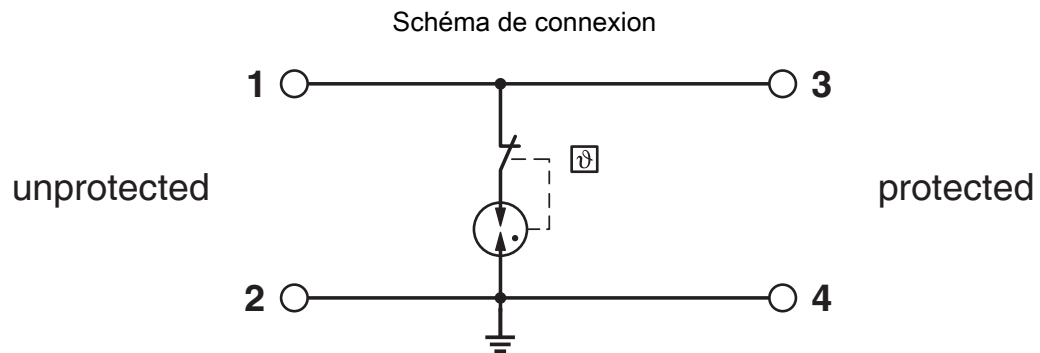 Schéma de connexion
1 3
ϑ
unprotected protected
2 4